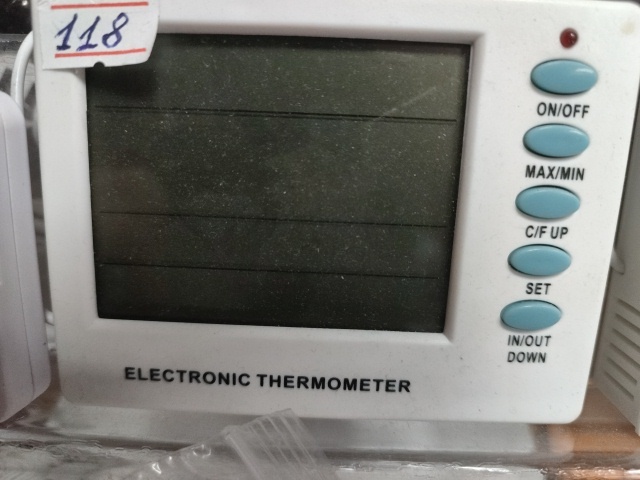 118
ON/OFF
MAX/MIN
C/F UP
SET
IN/OUT
DOWN
ELECTRONIC THERMOMETER